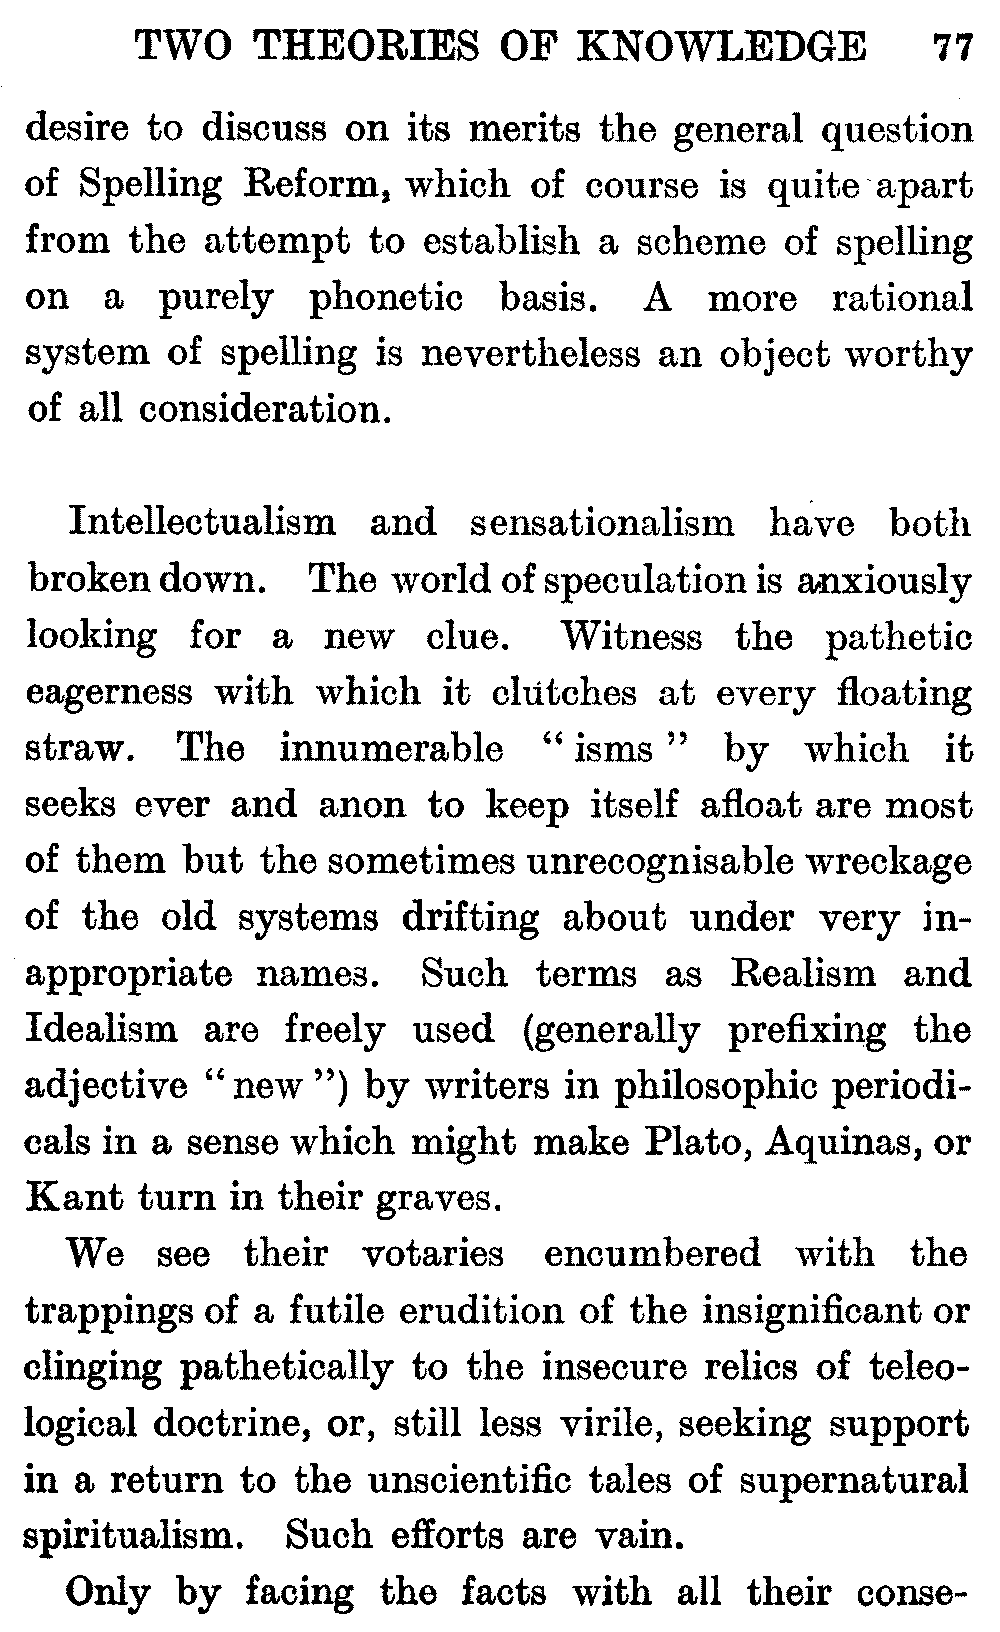 TWO THEORIES OF KNOWLEDGE 77
desire to discuss on its merits the general question
of Spelling Reform, which of course is quite apart
from the attempt to establish a scheme of spelling
on a purely phonetic basis. A more rational
system of spelling is nevertheless an object worthy
of all consideration.
Intellectualism and sensationalism have both
broken down. The world of speculation is anxiously
looking for a new clue. Witness the pathetic
eagerness with which it clutches at every floating
straw. The innumerable “ isms ” by which it
seeks ever and anon to keep itself afloat are most
of them but the sometimes unrecognisable wreckage
of the old systems drifting about under very in-
appropriate names. Such terms as Realism and
Idealism are freely used (generally prefixing the
adjective “ new ”) by writers in philosophic periodi-
cals in a sense which might make Plato, Aquinas, or
Kant turn in their graves.
We see their votaries encumbered with the
trappings of a futile erudition of the insignificant or
clinging pathetically to the insecure relics of teleo-
logical doctrine, or, still less virile, seeking support
in a return to the unscientific tales of supernatural
spiritualism. Such efforts are vain.
Only by facing the facts with all their conse-